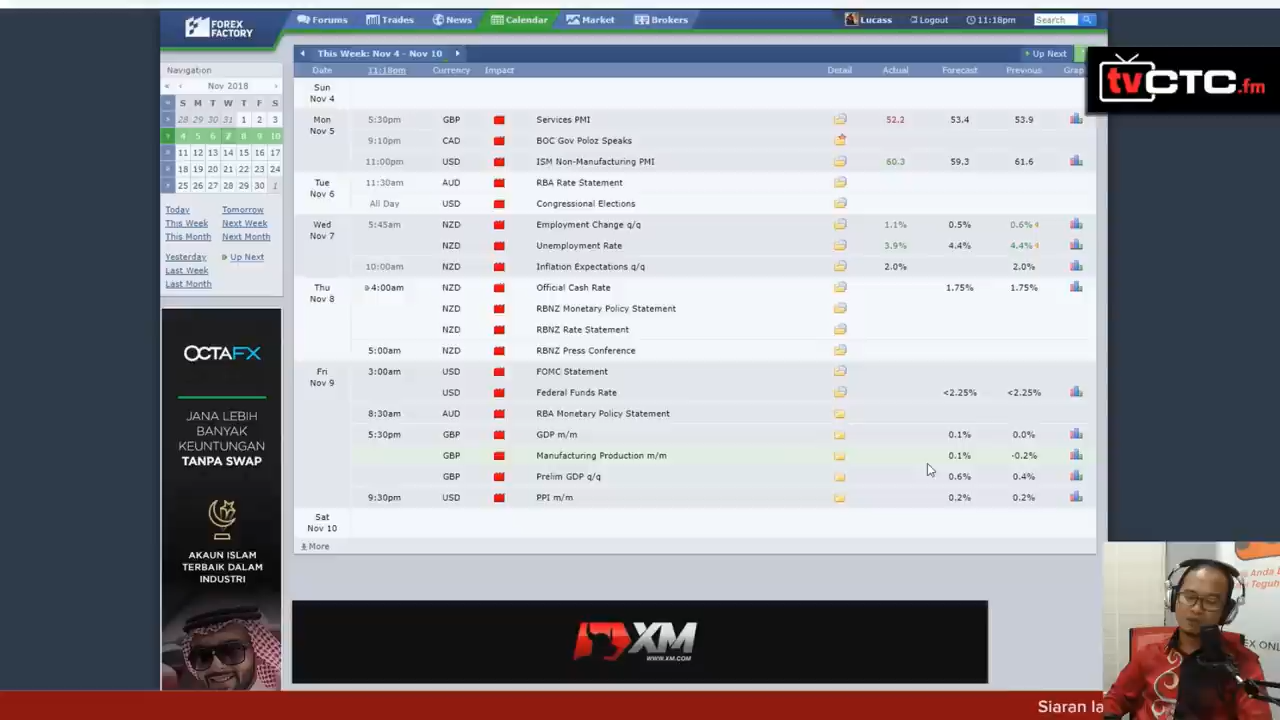 FOREX
FACTORY
Forums Trades News Calendar Market Brokers Lucass Logout 11:18pm Search
This Week: Nov 4 - Nov 10 Up Next
Date 11:18pm Currency Impact Detail Actual Forecast Previous Grap
Sun
Nov 4
Mon
Nov 5
5:30pm GBP Services PMI 52.2 53.4 53.9
9:10pm CAD BOC Gov Poloz Speaks
11:00pm USD ISM Non-Manufacturing PMI 60.3 59.3 61.6
Tue
Nov 6
11:30am AUD RBA Rate Statement
All Day USD Congressional Elections
Wed
Nov 7
5:45am NZD Employment Change q/q 1.1% 0.5% 0.6%
NZD Unemployment Rate 3.9% 4.4% 4.4%
10:00am NZD Inflation Expectations q/q 2.0% 2.0%
Thu
Nov 8
4:00am NZD Official Cash Rate 1.75% 1.75%
NZD RBNZ Monetary Policy Statement
NZD RBNZ Rate Statement
5:00am NZD RBNZ Press Conference
Fri
Nov 9
3:00am USD FOMC Statement
USD Federal Funds Rate <2.25% <2.25%
8:30am AUD RBA Monetary Policy Statement
5:30pm GBP GDP m/m 0.1% 0.0%
GBP Manufacturing Production m/m 0.1% -0.2%
GBP Prelim GDP q/q 0.6% 0.4%
9:30pm USD PPI m/m 0.2% 0.2%
Sat
Nov 10
More
Navigation
« ‹ Nov 2018 ›
S M T W T F S
28 29 30 31 1 2 3
4 5 6 7 8 9 10
11 12 13 14 15 16 17
18 19 20 21 22 23 24
25 26 27 28 29 30 1
Today Tomorrow
This Week Next Week
This Month Next Month
Yesterday Up Next
Last Week
Last Month
OCTAFX
JANA LEBIH
BANYAK
KEUNTUNGAN
TANPA SWAP
AKAUN ISLAM
TERBAIK DALAM
INDUSTRI
XM
WWW.XM.COM
tvCTC.fm
Anda
Teguh
EX ONL
Siaran la